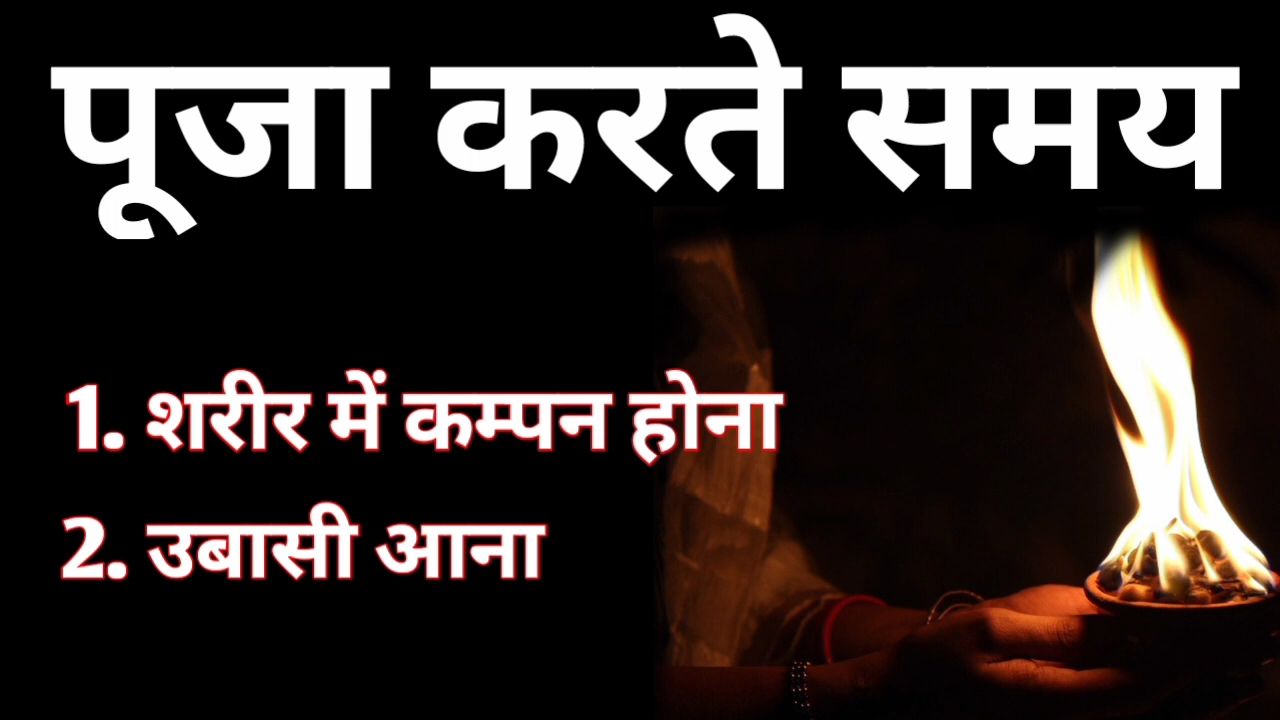 पूजा करते समय
1. शरीर में कम्पन होना
2. उबासी आना